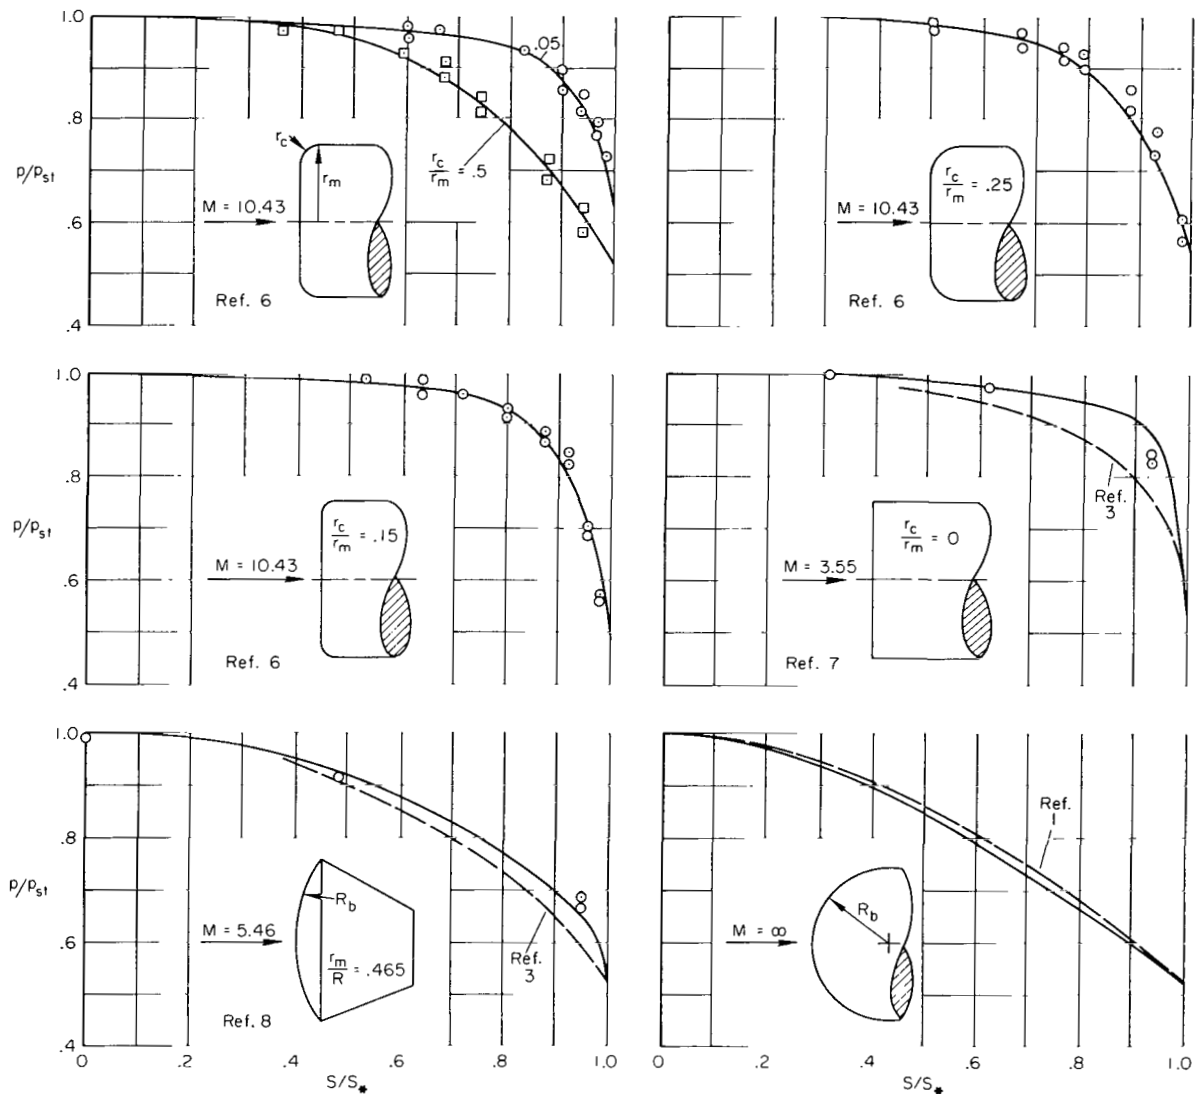 1.0
.8
p/p_st
.6
.4
r_c
r_m
M = 10.43
Ref. 6
.05
r_c/r_m = .5
r_c/r_m = .25
M = 10.43
Ref. 6
1.0
.8
p/p_st
.6
.4
r_c/r_m = .15
M = 10.43
Ref. 6
r_c/r_m = 0
M = 3.55
Ref. 7
Ref.
3
1.0
.8
p/p_st
.6
.4
M = 5.46
R_b
r_m/R = .465
Ref. 8
Ref.
3
0 .2 .4 .6 .8 1.0
S/S_*
M = ∞
R_b
Ref.
1
0 .2 .4 .6 .8 1.0
S/S_*